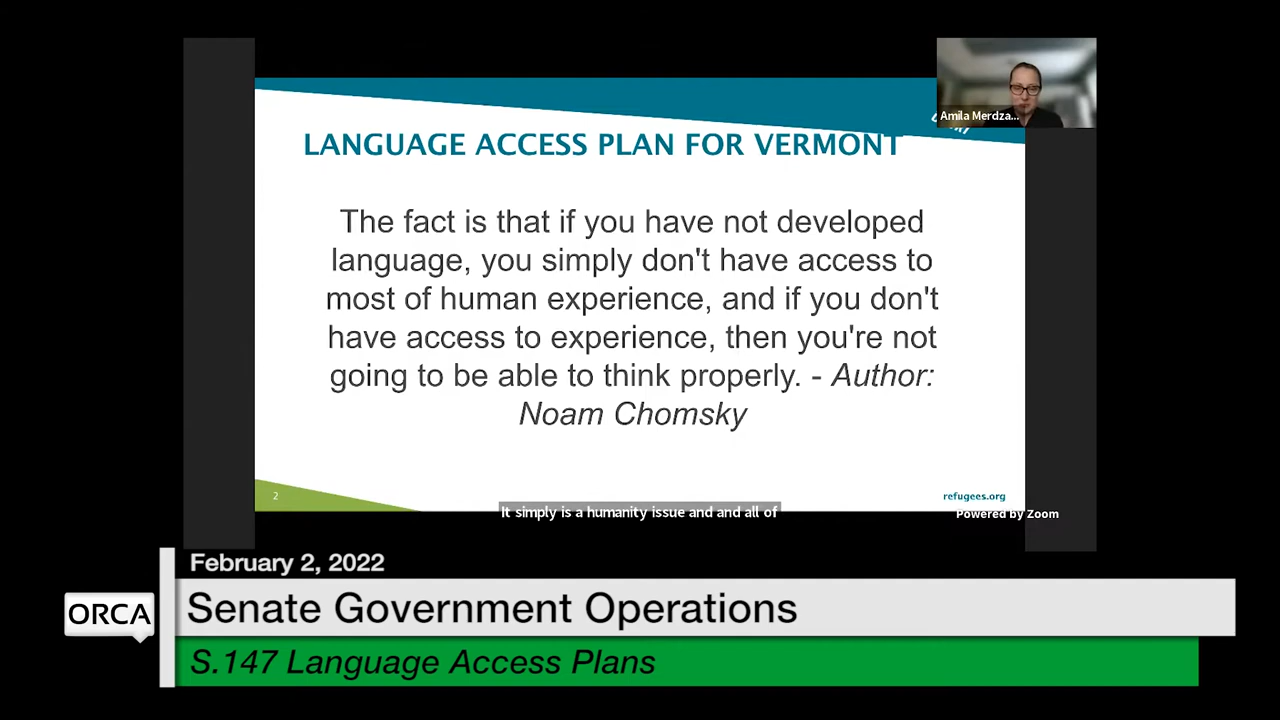 Amila Merdza...
LANGUAGE ACCESS PLAN FOR VERMONT
The fact is that if you have not developed
language, you simply don't have access to
most of human experience, and if you don't
have access to experience, then you're not
going to be able to think properly. - Author:
Noam Chomsky
2
refugees.org
It simply is a humanity issue and and all of
Powered by Zoom
February 2, 2022
ORCA
Senate Government Operations
S.147 Language Access Plans